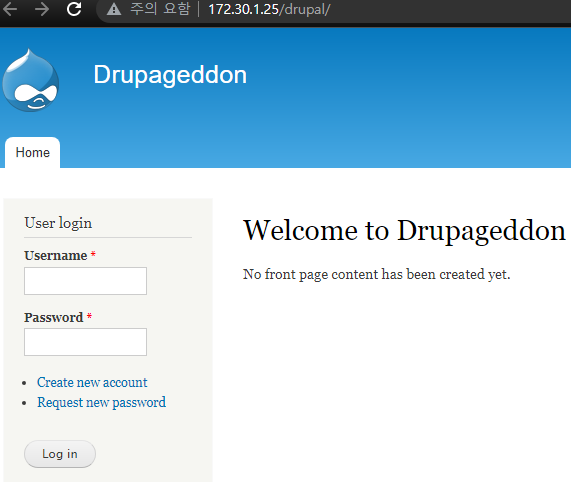 주의 요함 172.30.1.25/drupal/
Drupageddon
Home
User login
Username *
Password *
Create new account
Request new password
Log in
Welcome to Drupageddon
No front page content has been created yet.